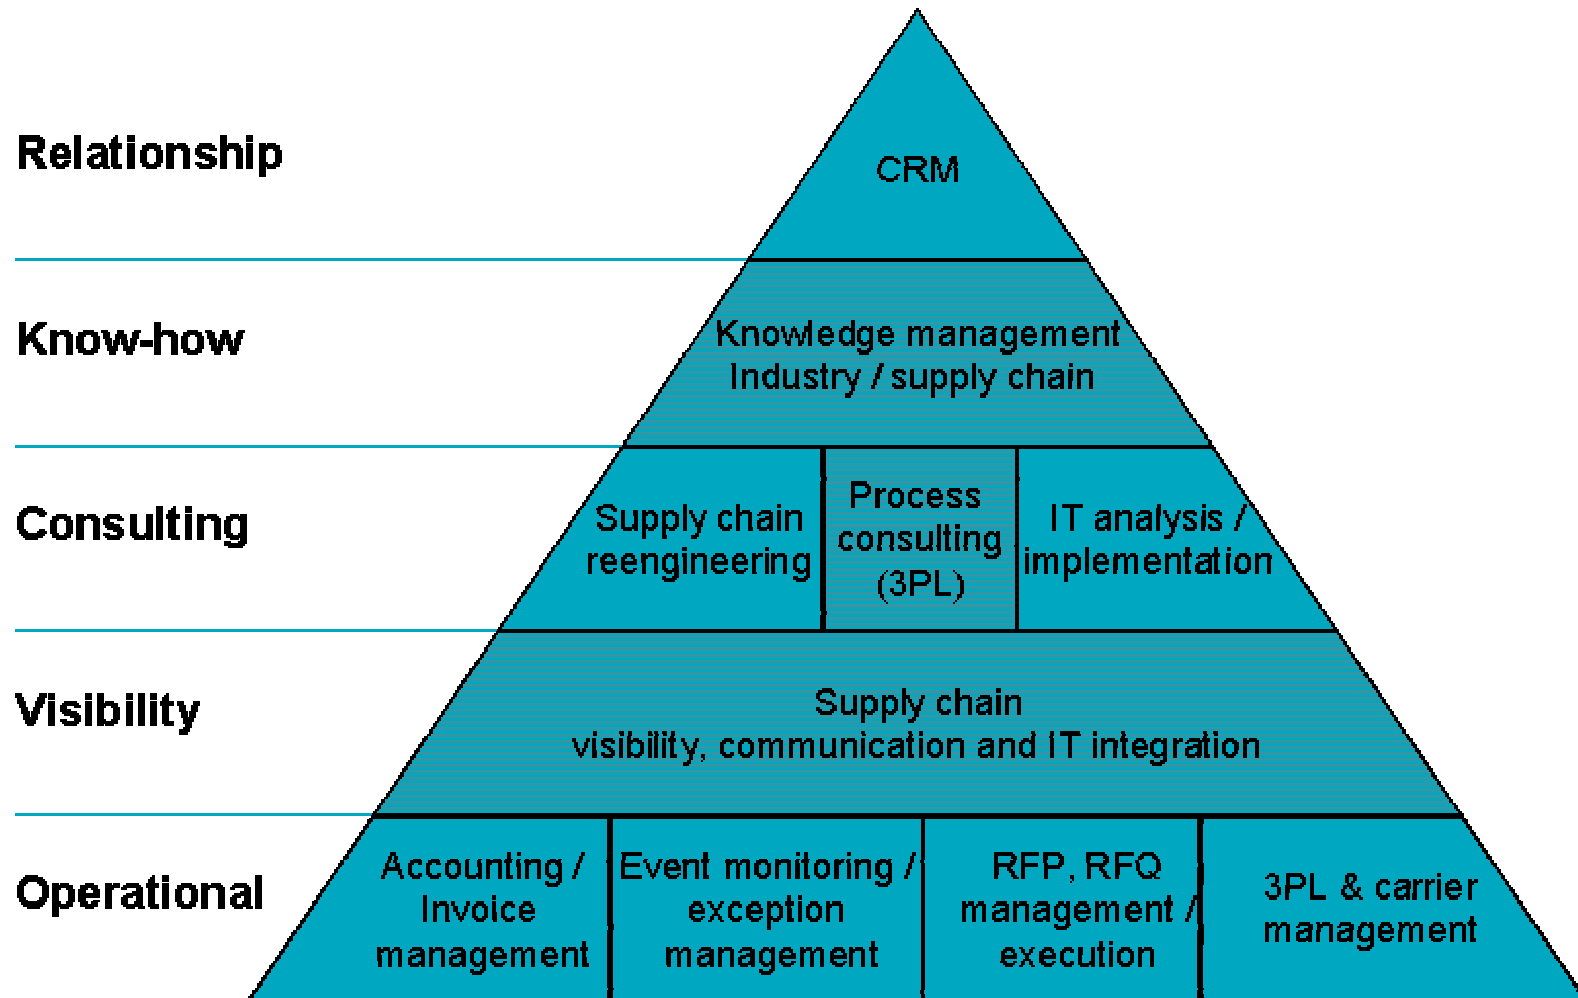 Relationship
CRM
Know-how
Knowledge management
Industry / supply chain
Consulting
Supply chain
reengineering
Process
consulting
(3PL)
IT analysis /
implementation
Visibility
Supply chain
visibility, communication and IT integration
Operational
Accounting /
Invoice
management
Event monitoring /
exception
management
RFP, RFQ
management /
execution
3PL & carrier
management